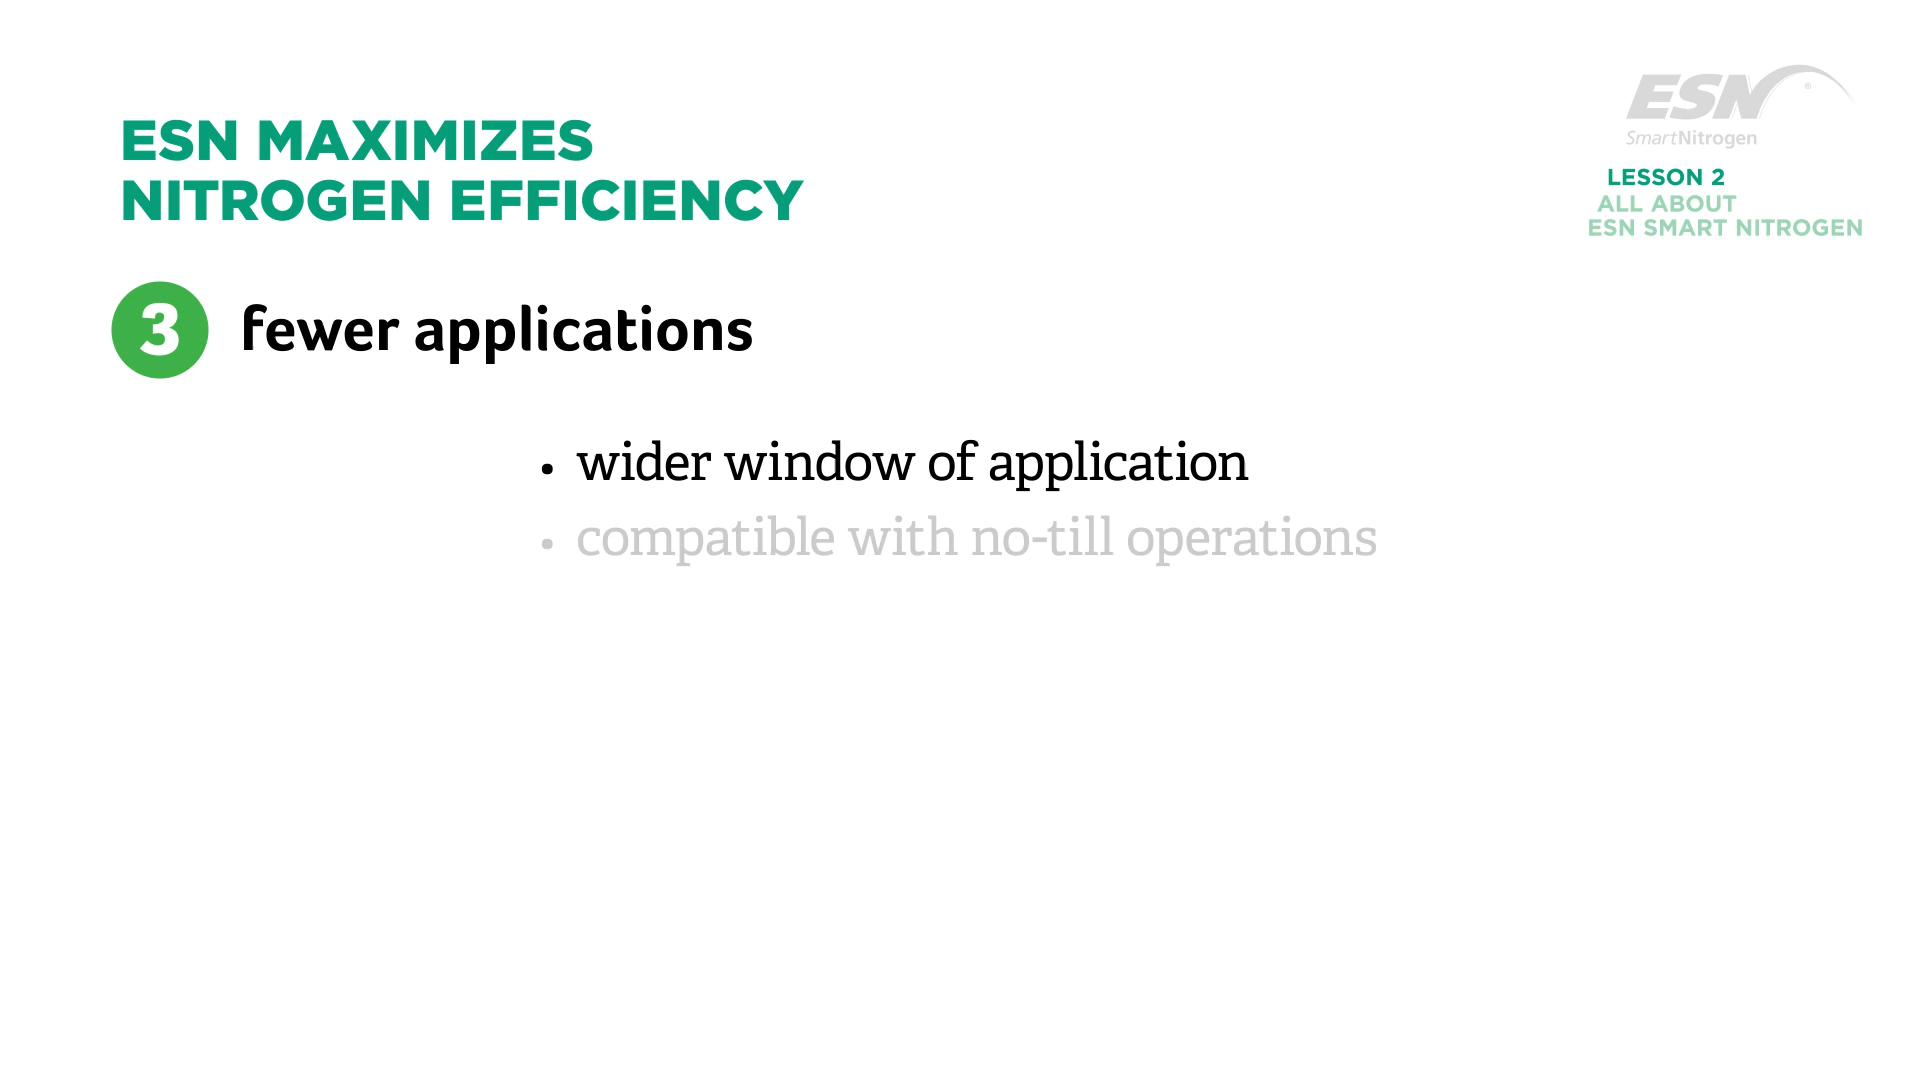 ESN MAXIMIZES
NITROGEN EFFICIENCY
ESN®
SmartNitrogen
LESSON 2
ALL ABOUT
ESN SMART NITROGEN
3 fewer applications
• wider window of application
• compatible with no-till operations